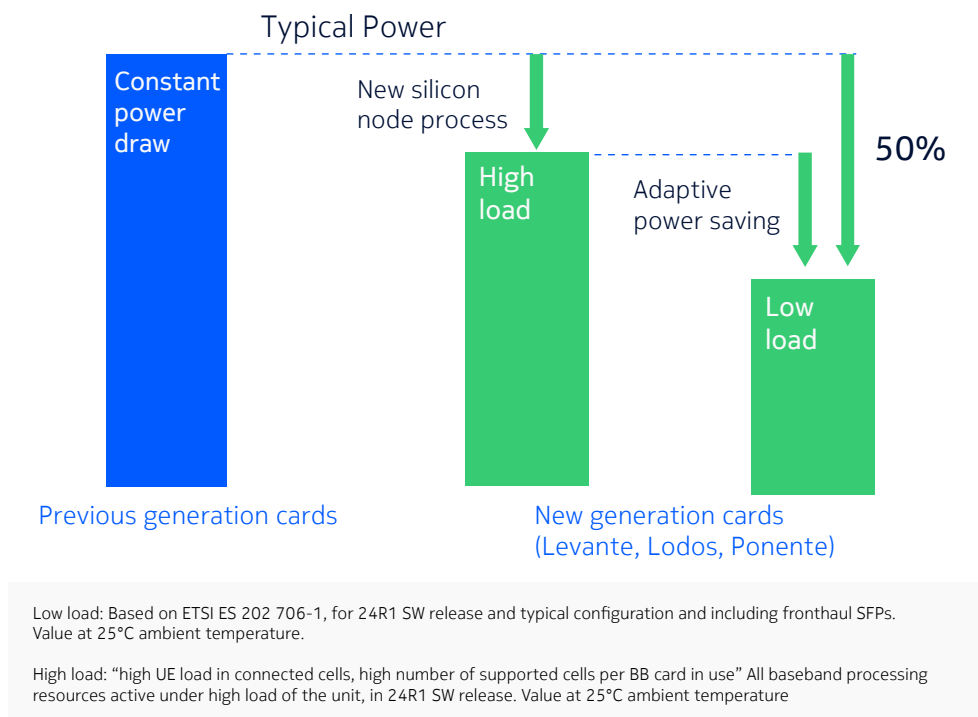 Typical Power
Constant
power
draw
New silicon
node process
50%
High
load
Adaptive
power saving
Low
load
Previous generation cards
New generation cards
(Levante, Lodos, Ponente)
Low load: Based on ETSI ES 202 706-1, for 24R1 SW release and typical configuration and including fronthaul SFPs.
Value at 25°C ambient temperature.
High load: “high UE load in connected cells, high number of supported cells per BB card in use” All baseband processing
resources active under high load of the unit, in 24R1 SW release. Value at 25°C ambient temperature